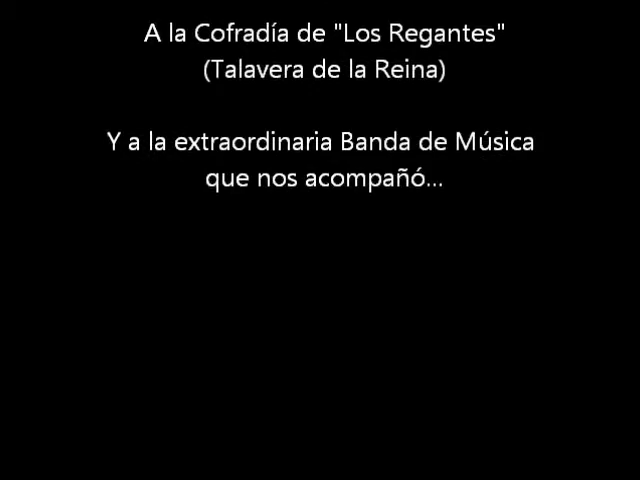 A la Cofradía de "Los Regantes"
(Talavera de la Reina)
Y a la extraordinaria Banda de Música
que nos acompañó...